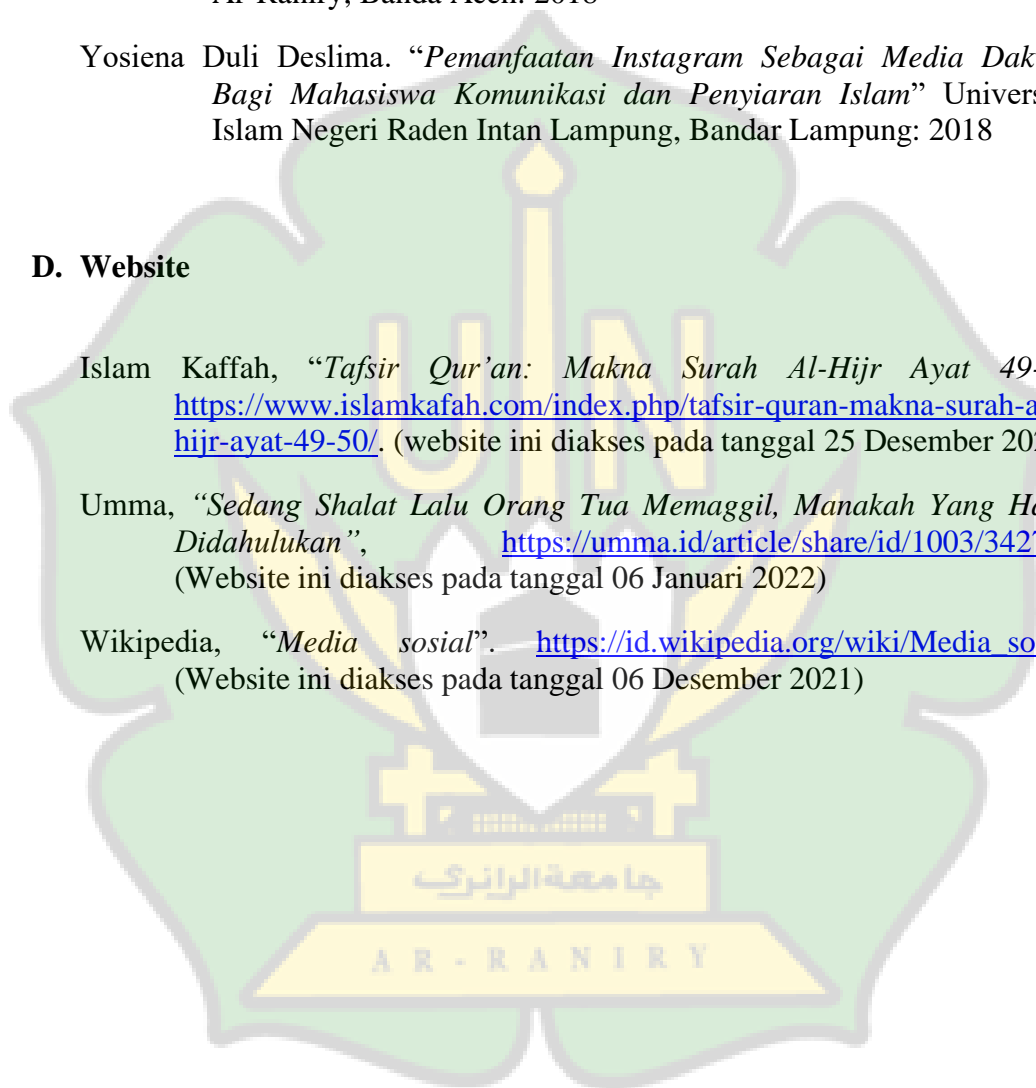 Ar-Raniry, Banda Aceh: 2018
Yosiena Duli Deslima. “Pemanfaatan Instagram Sebagai Media Dak
Bagi Mahasiswa Komunikasi dan Penyiaran Islam” Univers
Islam Negeri Raden Intan Lampung, Bandar Lampung: 2018
D. Website
Islam Kaffah, “Tafsir Qur’an: Makna Surah Al-Hijr Ayat 49-
https://www.islamkafah.com/index.php/tafsir-quran-makna-surah-a
hijr-ayat-49-50/. (website ini diakses pada tanggal 25 Desember 20
Umma, “Sedang Shalat Lalu Orang Tua Memaggil, Manakah Yang Ha
Didahulukan”, https://umma.id/article/share/id/1003/342
(Website ini diakses pada tanggal 06 Januari 2022)
Wikipedia, “Media sosial”. https://id.wikipedia.org/wiki/Media_so
(Website ini diakses pada tanggal 06 Desember 2021)
UIN
جامعةالرانري
AR-RANIRY